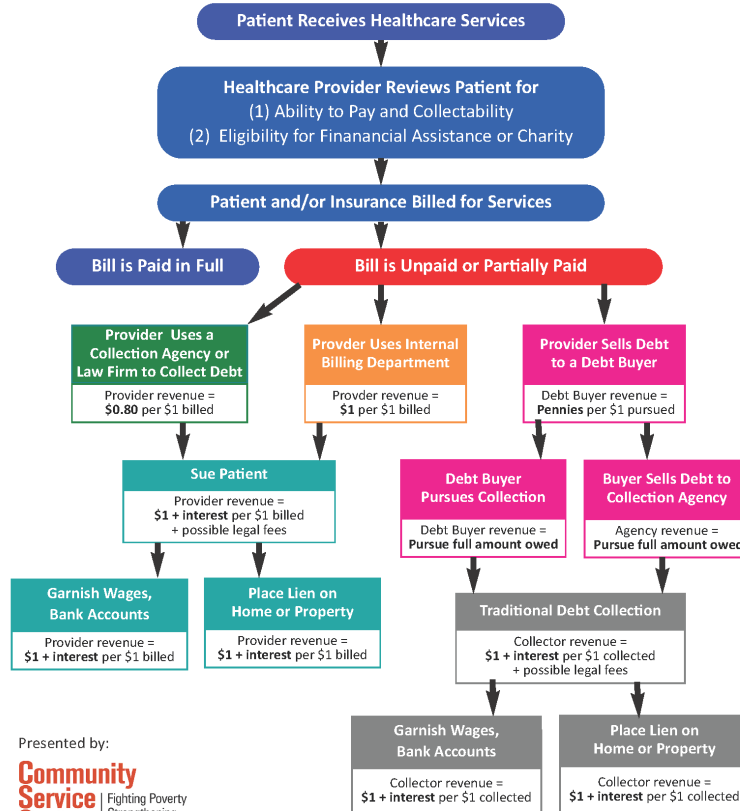 Patient Receives Healthcare Services
Healthcare Provider Reviews Patient for
(1) Ability to Pay and Collectability
(2) Eligibility for Finanancial Assistance or Charity
Patient and/or Insurance Billed for Services
Bill is Paid in Full
Bill is Unpaid or Partially Paid
Provider Uses a
Collection Agency or
Law Firm to Collect Debt
Provider revenue =
$0.80 per $1 billed
Provder Uses Internal
Billing Department
Provder revenue =
$1 per $1 billed
Provider Sells Debt
to a Debt Buyer
Debt Buyer revenue =
Pennies per $1 pursued
Sue Patient
Provider revenue =
$1 + interest per $1 billed
+ possible legal fees
Debt Buyer
Pursues Collection
Debt Buyer revenue =
Pursue full amount owed
Buyer Sells Debt to
Collection Agency
Agency revenue =
Pursue full amount owed
Garnish Wages,
Bank Accounts
Provider revenue =
$1 + interest per $1 billed
Place Lien on
Home or Property
Provider revenue =
$1 + interest per $1 billed
Traditional Debt Collection
Collector revenue =
$1 + interest per $1 collected
+ possible legal fees
Garnish Wages,
Bank Accounts
Collector revenue =
$1 + interest per $1 collected
Place Lien on
Home or Property
Collector revenue =
$1 + interest per $1 collected
Presented by:
Community
Service
Fighting Poverty